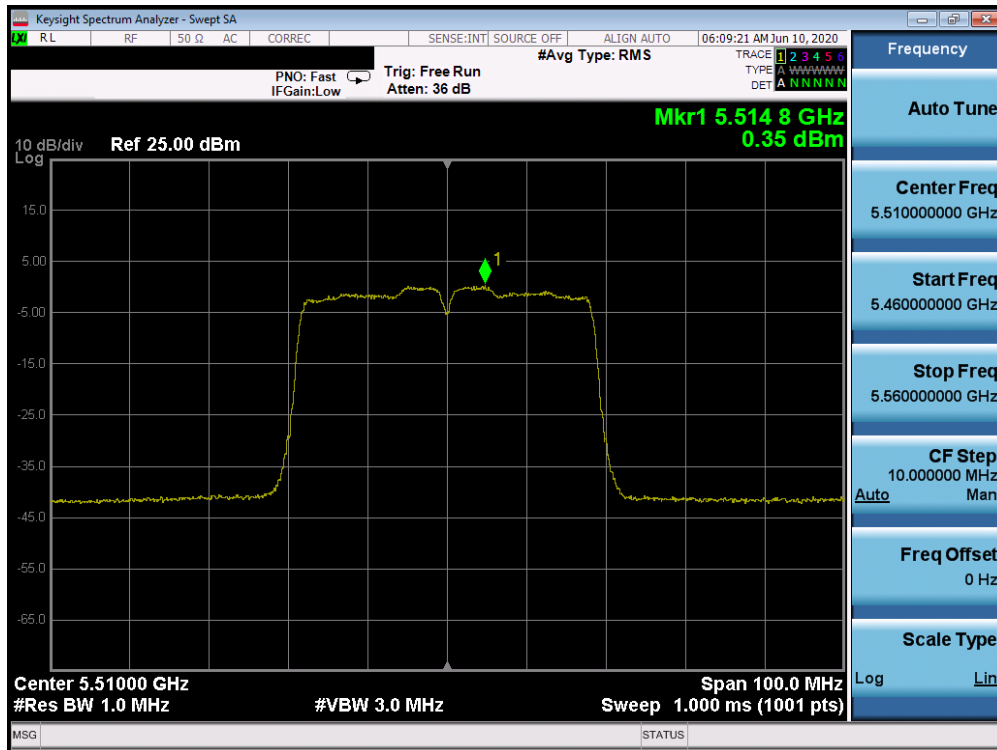 Keysight Spectrum Analyzer - Swept SA
LXI RL RF 50 Ω AC CORREC SENSE:INT SOURCE OFF ALIGN AUTO 06:09:21 AM Jun 10, 2020
#Avg Type: RMS
TRACE 1 2 3 4 5 6
PNO: Fast Trig: Free Run TYPE A WWWWW
IFGain:Low Atten: 36 dB DET A N N N N N
Mkr1 5.514 8 GHz
0.35 dBm
10 dB/div Ref 25.00 dBm
Log
15.0
5.00
1
-5.00
-15.0
-25.0
-35.0
-45.0
-55.0
-65.0
Center 5.51000 GHz Span 100.0 MHz
#Res BW 1.0 MHz #VBW 3.0 MHz Sweep 1.000 ms (1001 pts)
MSG STATUS
Frequency
Auto Tune
Center Freq
5.510000000 GHz
Start Freq
5.460000000 GHz
Stop Freq
5.560000000 GHz
CF Step
10.000000 MHz
Auto Man
Freq Offset
0 Hz
Scale Type
Log Lin